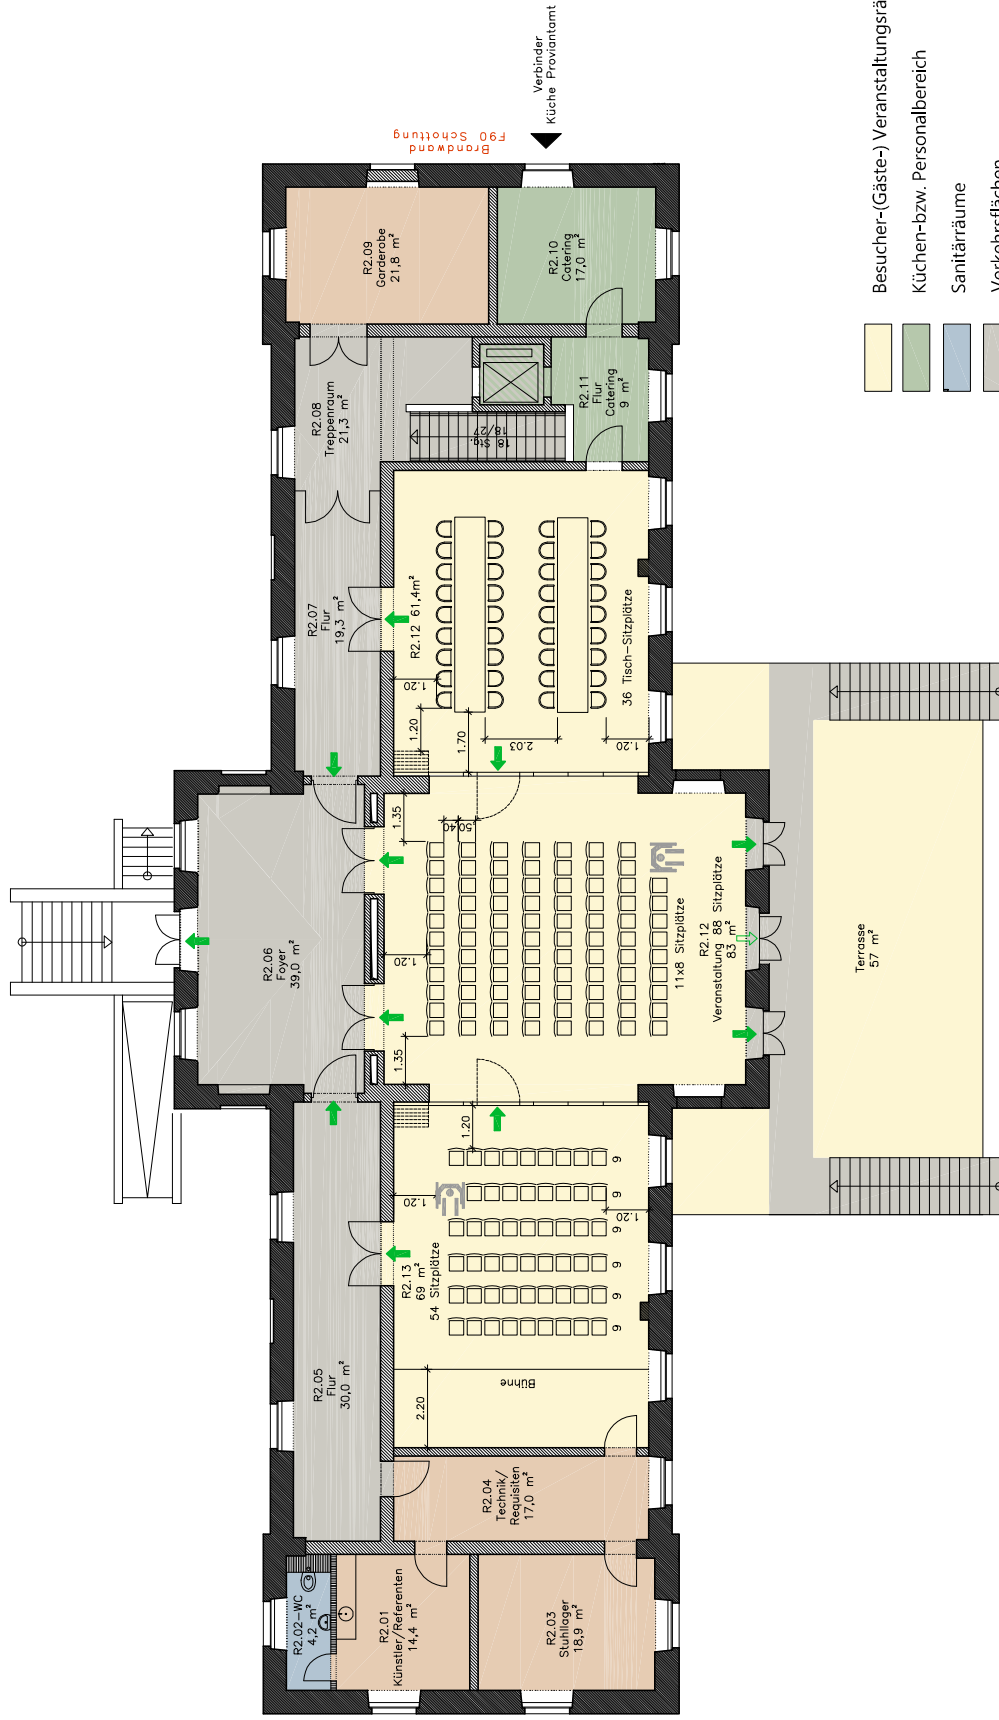 Verbinder
Küche Proviantamt
Brandwand
F90 Schottung
R2.09
Garderobe
21,8 m²
R2.10
Catering
17,0 m²
R2.08
Treppenraum
21,3 m²
18 Stg.
18/27
R2.11
Flur
Catering
9 m²
R2.07
Flur
19,3 m²
R2.12 61,4m²
36 Tisch-Sitzplätze
1.20
1.20
1.70
2.03
1.20
R2.06
Foyer
39,0 m²
1.35
50
40
1.20
1.35
11x8 Sitzplätze
R2.12
Veranstaltung 88 Sitzplätze
83 m²
Terrasse
57 m²
R2.05
Flur
30,0 m²
R2.13
69 m²
54 Sitzplätze
1.20
1.20
1.20
9
9
9
9
9
9
Bühne
2.20
R2.04
Technik/
Requisiten
17,0 m²
R2.02-WC
4,2 m²
R2.01
Künstler/Referenten
14,4 m²
R2.03
Stuhllager
18,9 m²
Besucher-(Gäste-) Veranstaltungsrä
Küchen-bzw. Personalbereich
Sanitärräume
Verkehrsflächen